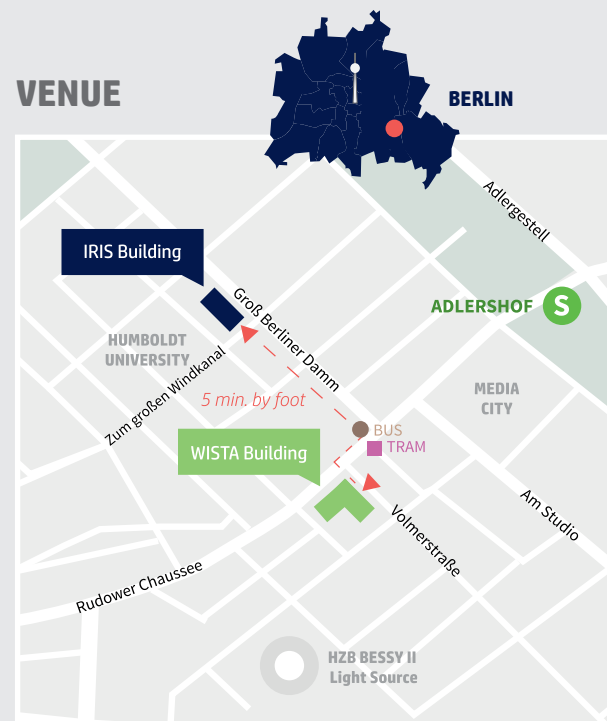 VENUE
BERLIN
Adlergestell
IRIS Building
ADLERSHOF
S
Groß Berliner Damm
HUMBOLDT
UNIVERSITY
Zum großen Windkanal
5 min. by foot
MEDIA
CITY
BUS
TRAM
WISTA Building
Am Studio
Volmerstraße
Rudower Chaussee
HZB BESSY II
Light Source